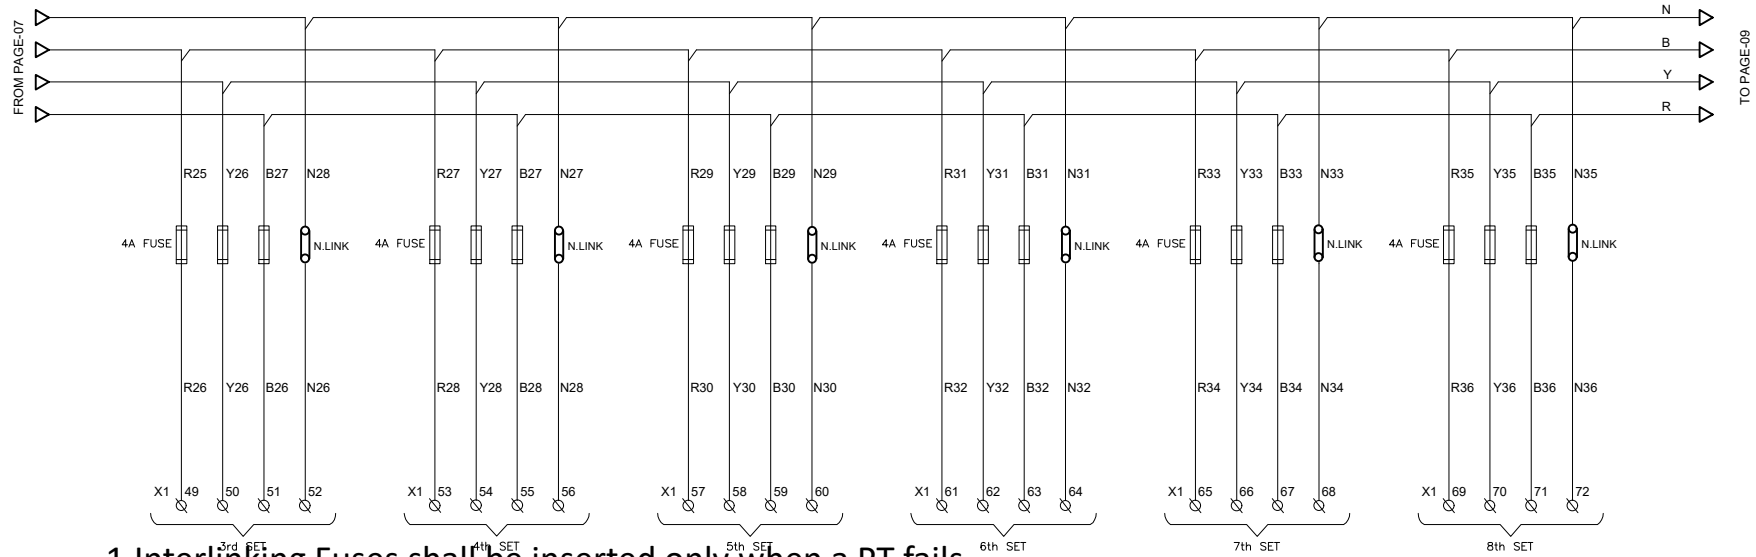 FROM PAGE-07
N
B
Y
R
TO PAGE-09
R25 Y26 B27 N28 R27 Y27 B27 N27 R29 Y29 B29 N29 R31 Y31 B31 N31 R33 Y33 B33 N33 R35 Y35 B35 N35
4A FUSE N.LINK 4A FUSE N.LINK 4A FUSE N.LINK 4A FUSE N.LINK 4A FUSE N.LINK 4A FUSE N.LINK
R26 Y26 B26 N26 R28 Y28 B28 N28 R30 Y30 B30 N30 R32 Y32 B32 N32 R34 Y34 B34 N34 R36 Y36 B36 N36
X1 49 50 51 52 X1 53 54 55 56 X1 57 58 59 60 X1 61 62 63 64 X1 65 66 67 68 X1 69 70 71 72
3rd SET 4th SET 5th SET 6th SET 7th SET 8th SET
1.Interlinking Fuses shall be inserted only when a PT fails